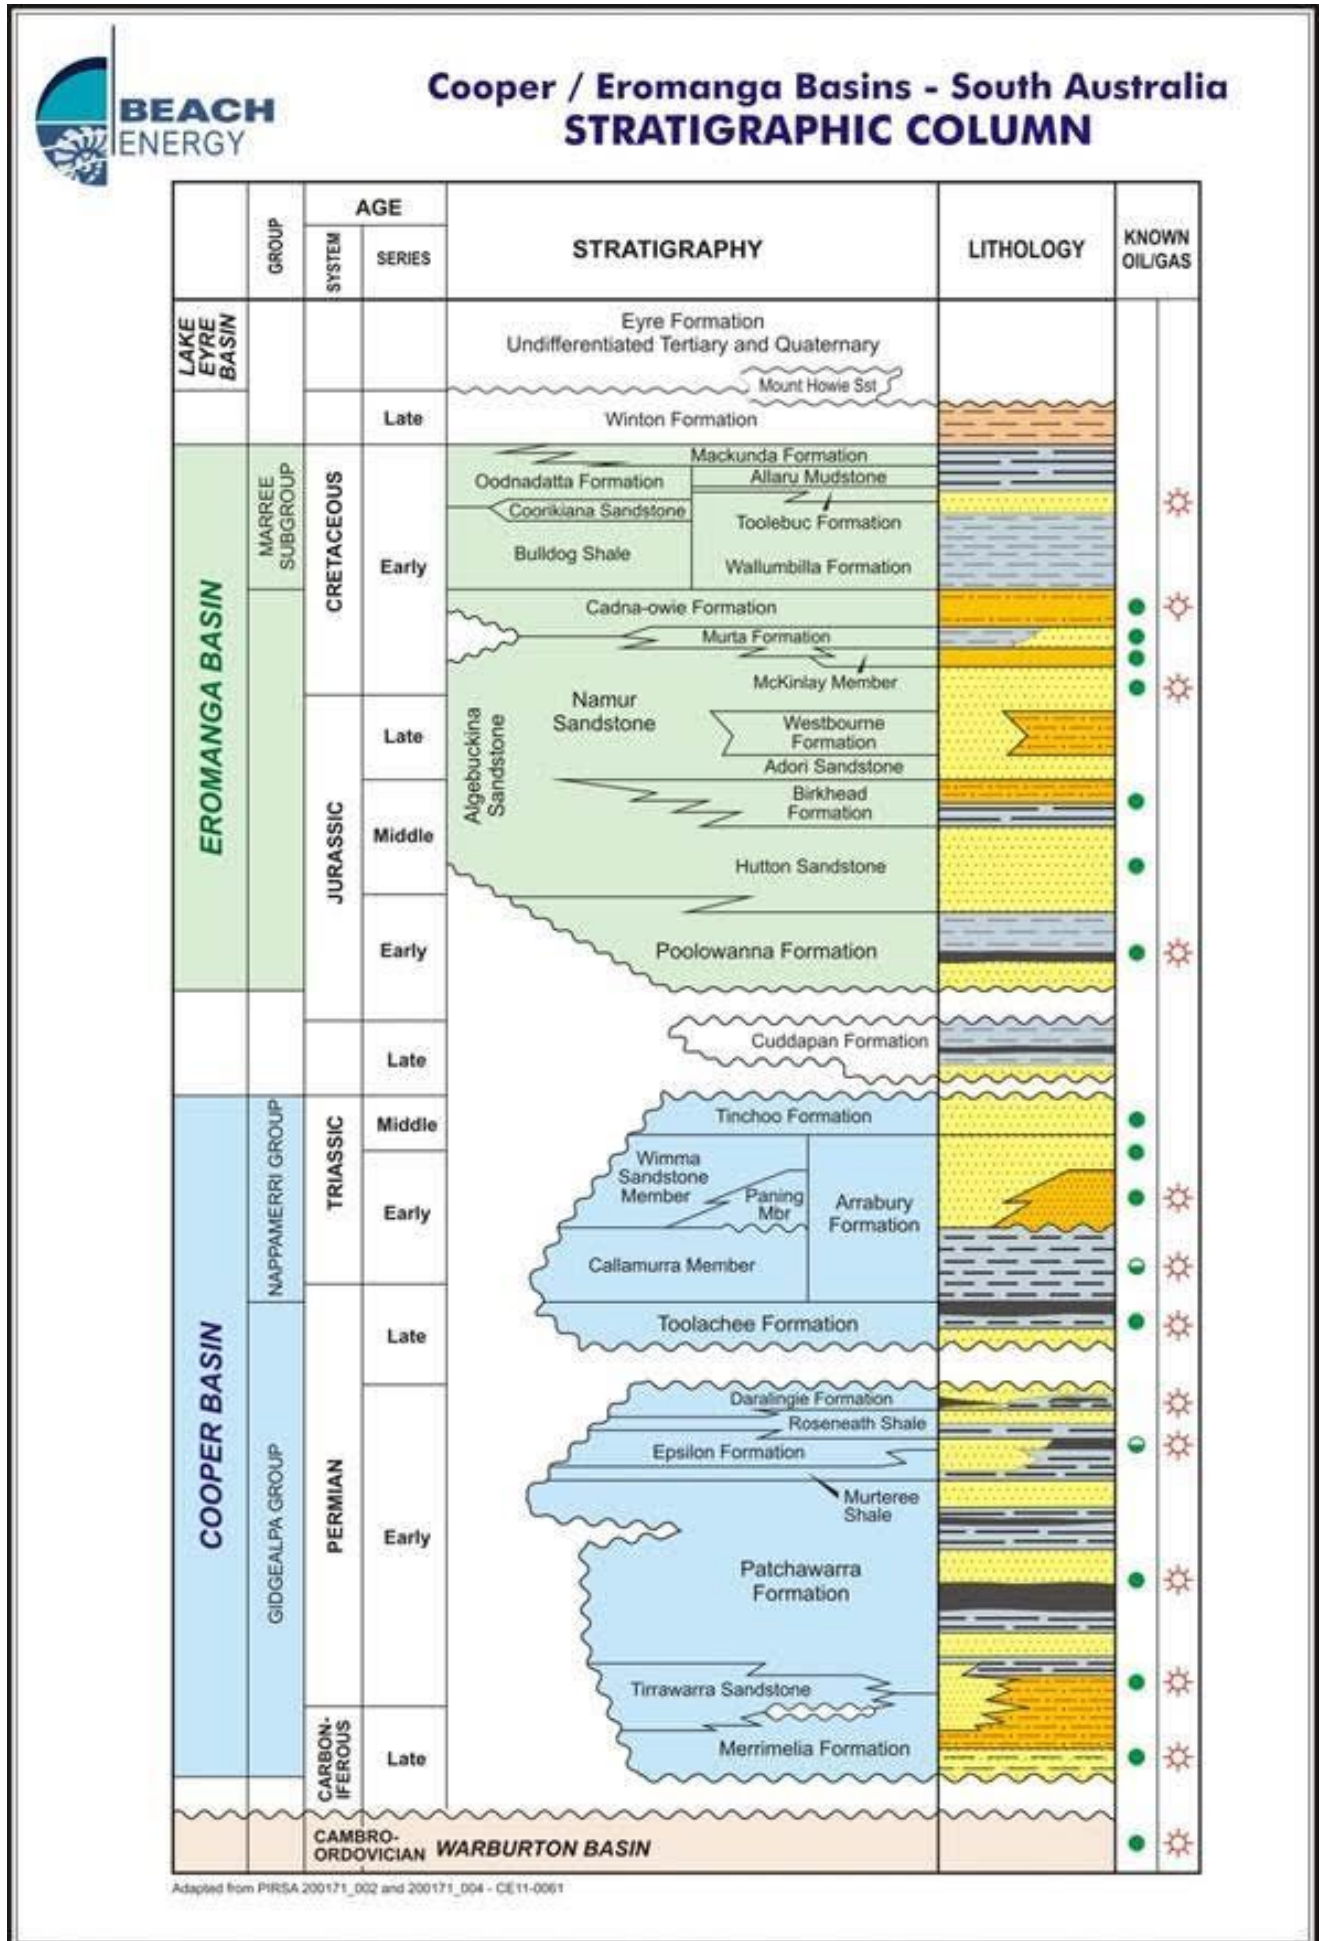 BEACH
ENERGY
Cooper / Eromanga Basins - South Australia
STRATIGRAPHIC COLUMN
GROUP
AGE
SYSTEM
SERIES
STRATIGRAPHY
LITHOLOGY
KNOWN
OIL/GAS
LAKE
EYRE
BASIN
Eyre Formation
Undifferentiated Tertiary and Quaternary
Mount Howie Sst
Late
Winton Formation
EROMANGA BASIN
MARREE
SUBGROUP
CRETACEOUS
Early
Mackunda Formation
Oodnadatta Formation
Allaru Mudstone
Coorikiana Sandstone
Toolebuc Formation
Bulldog Shale
Wallumbilla Formation
Cadna-owie Formation
Murta Formation
McKinlay Member
Namur
Sandstone
Algebuckina
Sandstone
JURASSIC
Late
Westbourne
Formation
Adori Sandstone
Birkhead
Formation
Middle
Hutton Sandstone
Early
Poolowanna Formation
Cuddapan Formation
Late
COOPER BASIN
NAPPAMERRI GROUP
TRIASSIC
Middle
Tinchoo Formation
Wimma
Sandstone
Member
Paning
Mbr
Arrabury
Formation
Early
Callamurra Member
GIDGEALPA GROUP
PERMIAN
Late
Toolachee Formation
Daralingie Formation
Roseneath Shale
Epsilon Formation
Murteree
Shale
Early
Patchawarra
Formation
Tirrawarra Sandstone
CARBON-
IFEROUS
Late
Merrimelia Formation
CAMBRO-
ORDOVICIAN
WARBURTON BASIN
Adapted from PIRSA 200171_002 and 200171_004 - CE11-0061